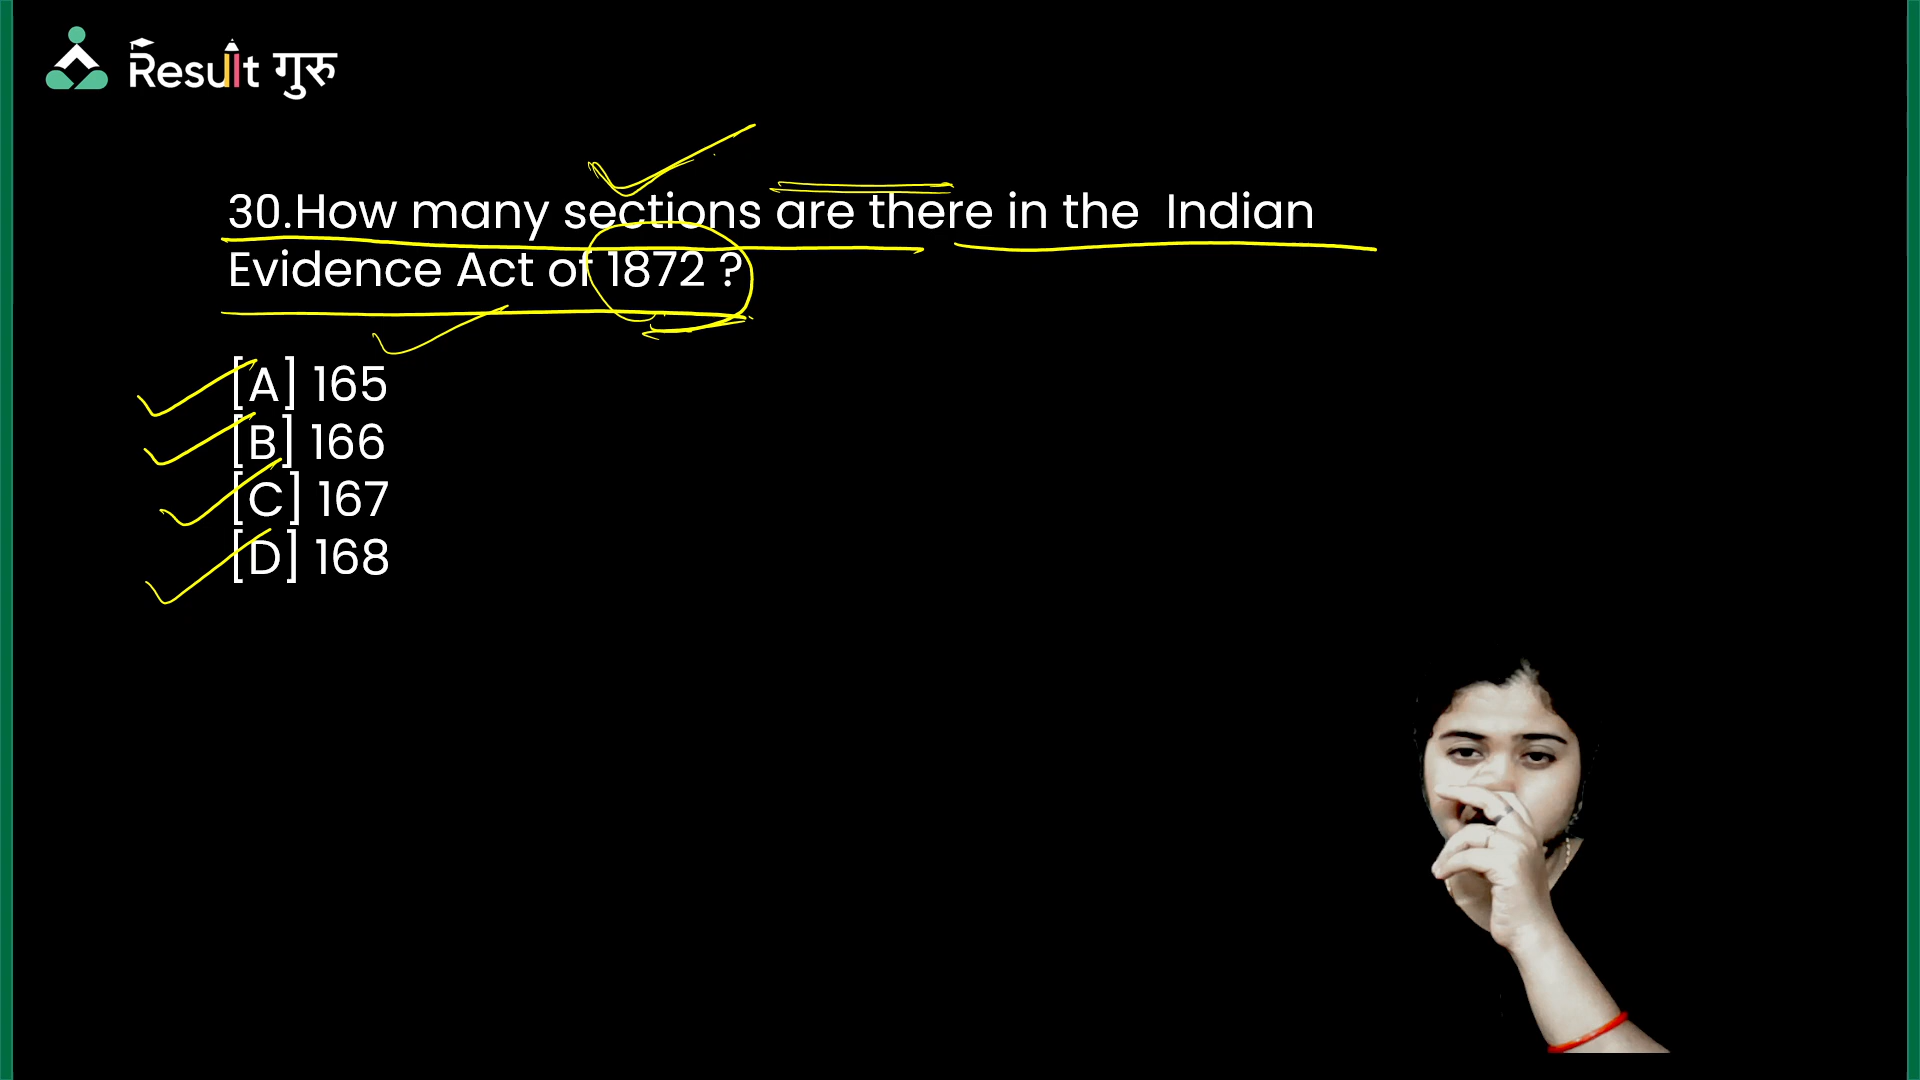 Result गुरु
30.How many sections are there in the Indian
Evidence Act of 1872 ?
[A] 165
[B] 166
[C] 167
[D] 168